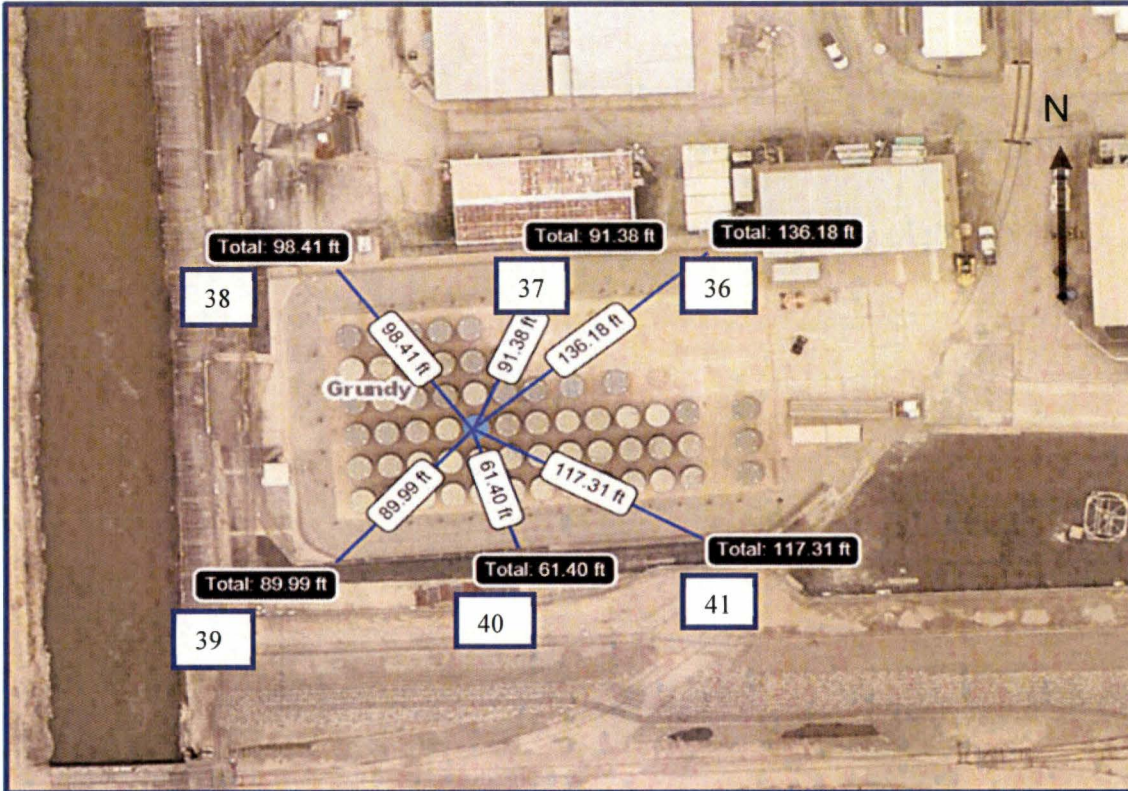 N
Total: 98.41 ft
Total: 91.38 ft
Total: 136.18 ft
38
37
36
98.41 ft
91.38 ft
136.18 ft
Grundy
89.99 ft
61.40 ft
117.31 ft
Total: 89.99 ft
Total: 61.40 ft
Total: 117.31 ft
39
40
41